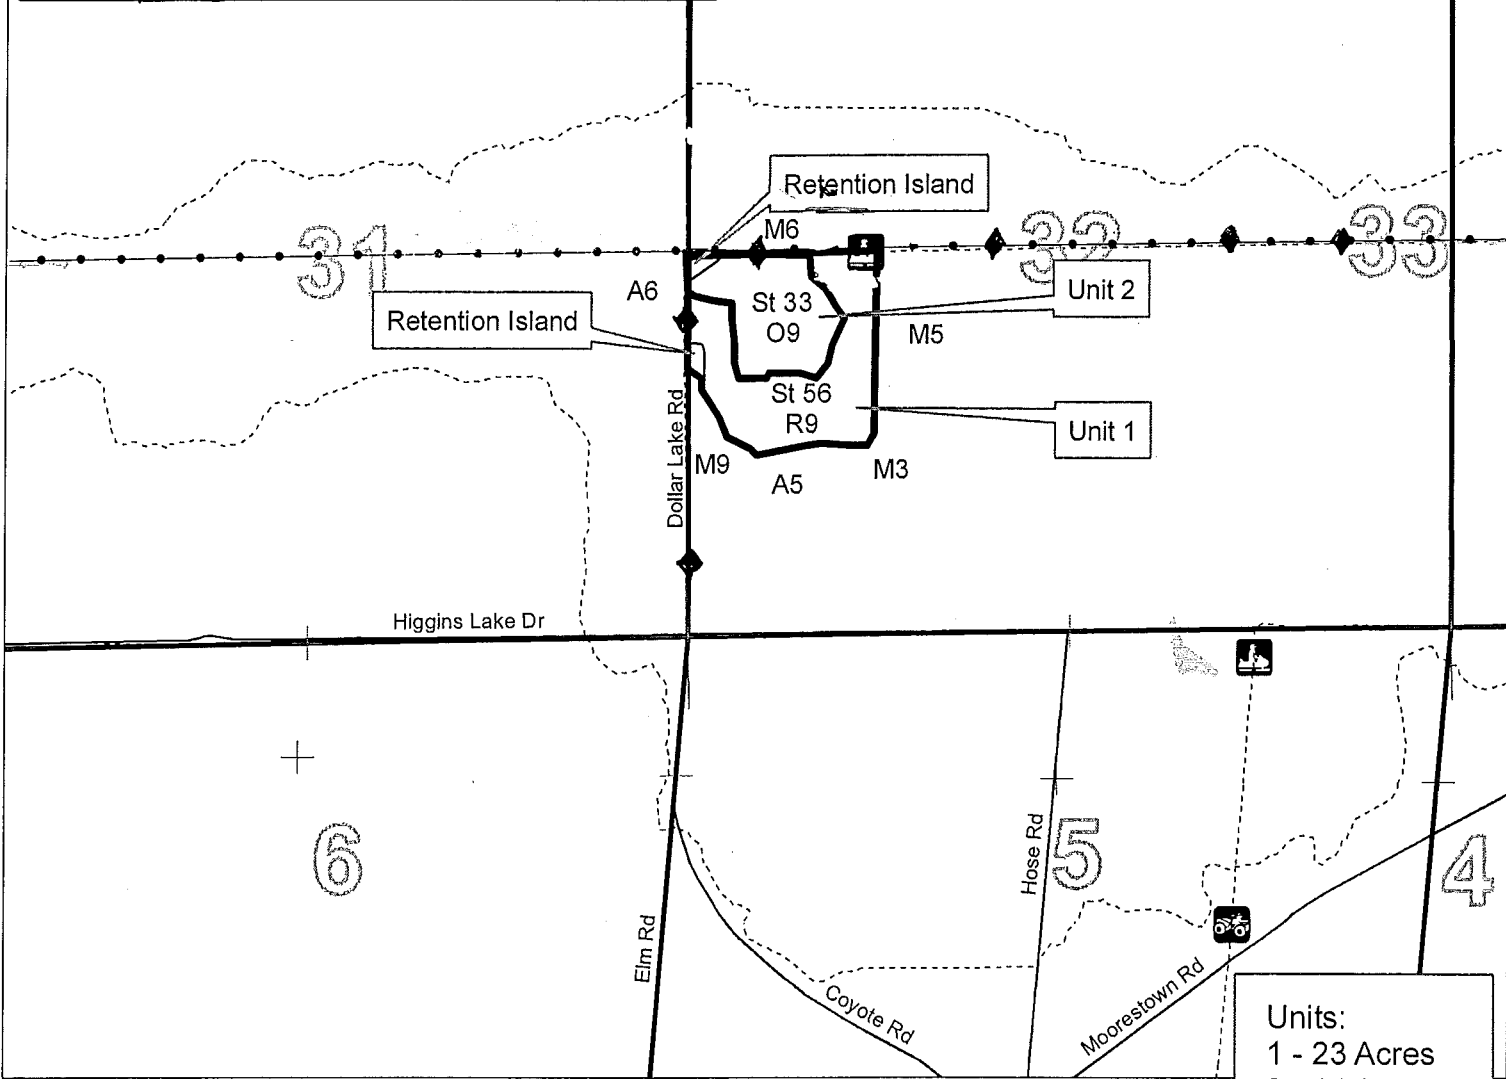 Retention Island
M6
31
32
33
A6
St 33
O9
Unit 2
Retention Island
M5
St 56
R9
Unit 1
Dollar Lake Rd
M9
A5
M3
Higgins Lake Dr
6
Hose Rd
5
4
Elm Rd
Coyote Rd
Moorestown Rd
Units:
1 - 23 Acres